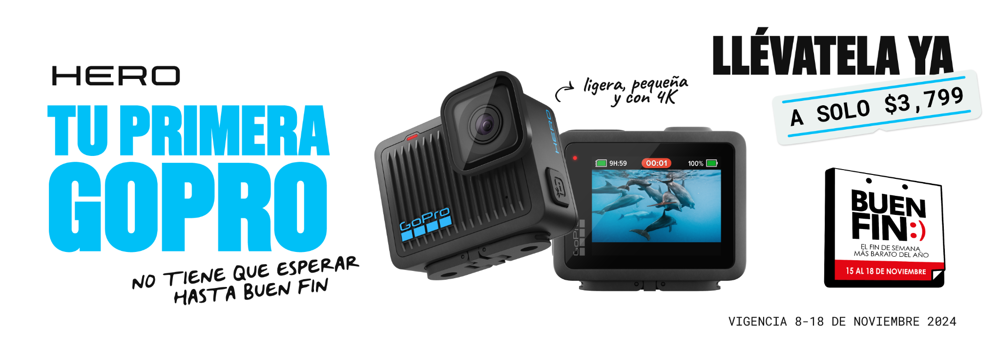 HERO
TU PRIMERA
GOPRO
NO TIENE QUE ESPERAR
HASTA BUEN FIN
ligera, pequeña
y con 4K
HERO
GoPro
9H:59
00:01
100%
GoPro
LLÉVATELA YA
A SOLO $3,799
BUEN
FIN:)
EL FIN DE SEMANA
MÁS BARATO DEL AÑO
15 AL 18 DE NOVIEMBRE
VIGENCIA 8-18 DE NOVIEMBRE 2024